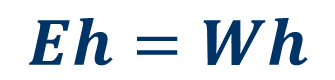 Eh = Wh